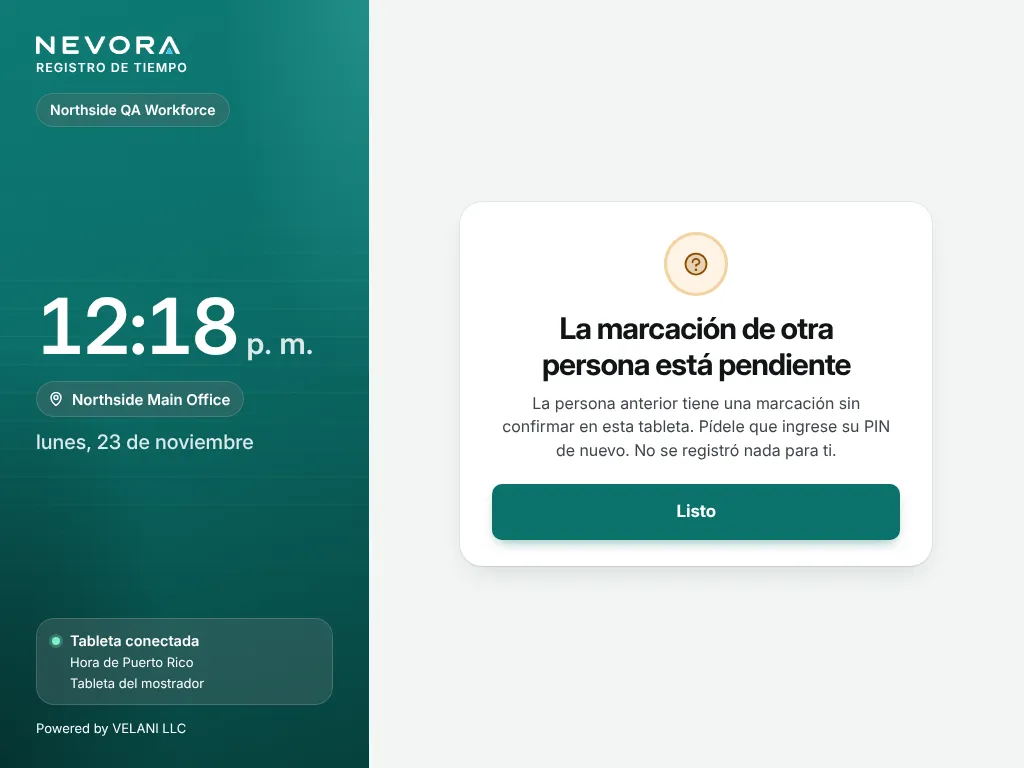 NEVORA
REGISTRO DE TIEMPO
Northside QA Workforce
12:18 p. m.
Northside Main Office
lunes, 23 de noviembre
Tableta conectada
Hora de Puerto Rico
Tableta del mostrador
Powered by VELANI LLC
La marcación de otra
persona está pendiente
La persona anterior tiene una marcación sin
confirmar en esta tableta. Pídele que ingrese su PIN
de nuevo. No se registró nada para ti.
Listo